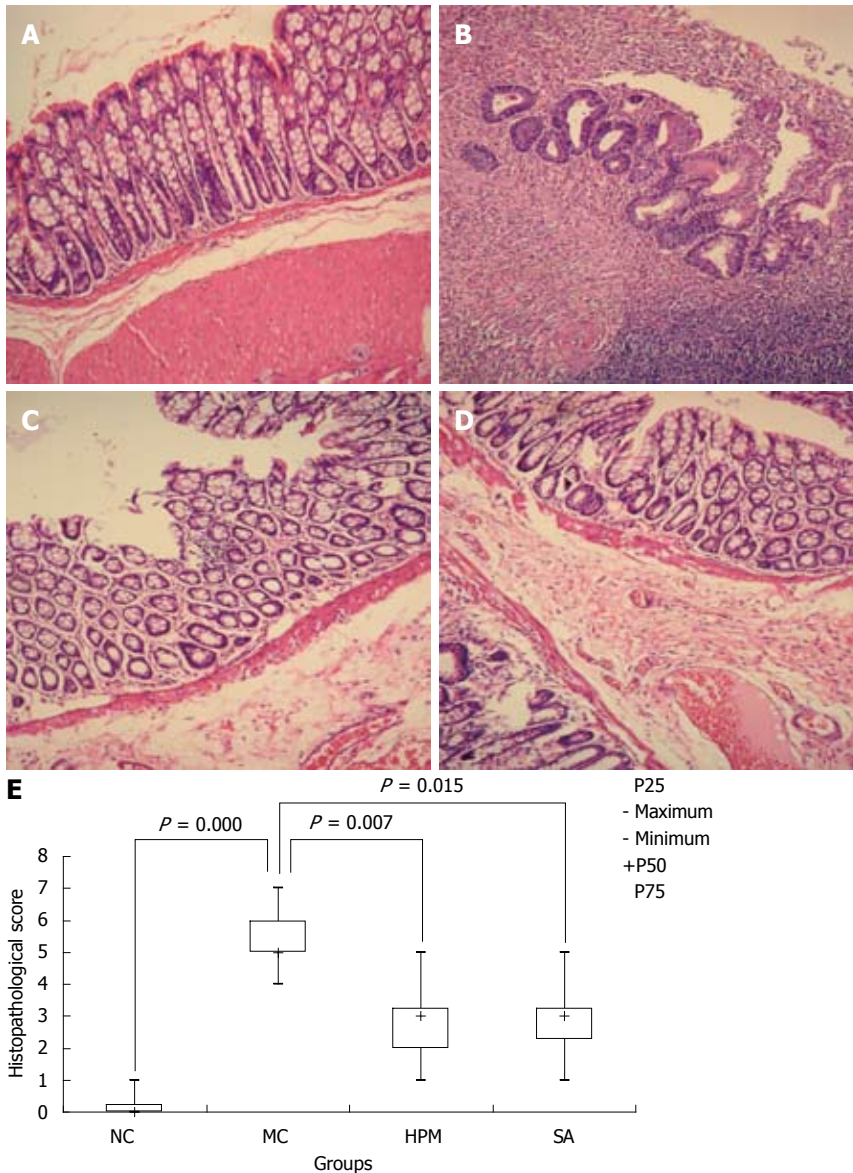 A
B
C
D
E
P = 0.015
P25
- Maximum
P = 0.000
P = 0.007
- Minimum
+P50
P75
8
7
6
5
4
3
2
1
0
Histopathological score
NC
MC
HPM
SA
Groups